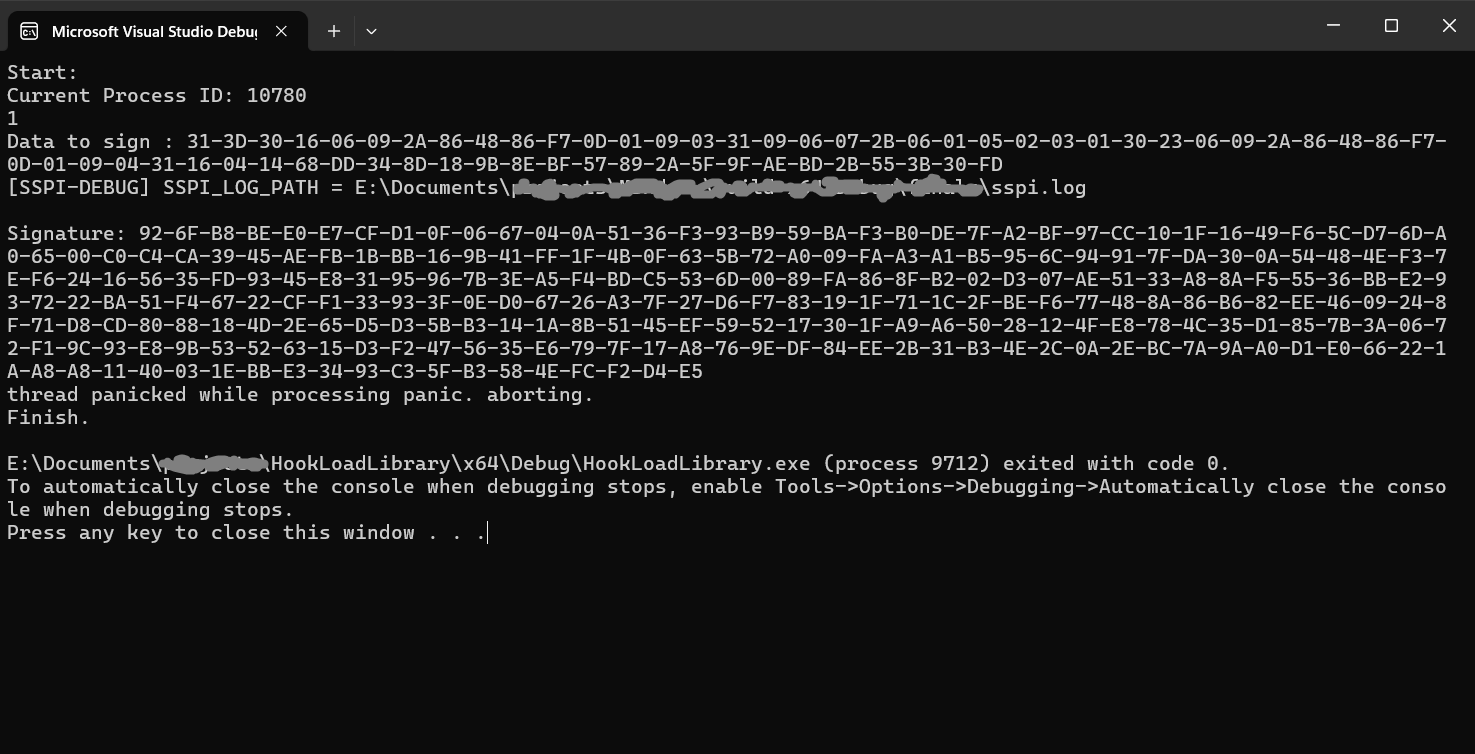 Microsoft Visual Studio Debug
Start:
Current Process ID: 10780
1
Data to sign : 31-3D-30-16-06-09-2A-86-48-86-F7-0D-01-09-03-31-09-06-07-2B-06-01-05-02-03-01-30-23-06-09-2A-86-48-86-F7-
0D-01-09-04-31-16-04-14-68-DD-34-8D-18-9B-8E-BF-57-89-2A-5F-9F-AE-BD-2B-55-3B-30-FD
[SSPI-DEBUG] SSPI_LOG_PATH = E:\Documents\ \sspi.log
Signature: 92-6F-B8-BE-E0-E7-CF-D1-0F-06-67-04-0A-51-36-F3-93-B9-59-BA-F3-B0-DE-7F-A2-BF-97-CC-10-1F-16-49-F6-5C-D7-6D-A
0-65-00-C0-C4-CA-39-45-AE-FB-1B-BB-16-9B-41-FF-1F-4B-0F-63-5B-72-A0-09-FA-A3-A1-B5-95-6C-94-91-7F-DA-30-0A-54-48-4E-F3-7
E-F6-24-16-56-35-FD-93-45-E8-31-95-96-7B-3E-A5-F4-BD-C5-53-6D-00-89-FA-86-8F-B2-02-D3-07-AE-51-33-A8-8A-F5-55-36-BB-E2-9
3-72-22-BA-51-F4-67-22-CF-F1-33-93-3F-0E-D0-67-26-A3-7F-27-D6-F7-83-19-1F-71-1C-2F-BE-F6-77-48-8A-86-B6-82-EE-46-09-24-8
F-71-D8-CD-80-88-18-4D-2E-65-D5-D3-5B-B3-14-1A-8B-51-45-EF-59-52-17-30-1F-A9-A6-50-28-12-4F-E8-78-4C-35-D1-85-7B-3A-06-7
2-F1-9C-93-E8-9B-53-52-63-15-D3-F2-47-56-35-E6-79-7F-17-A8-76-9E-DF-84-EE-2B-31-B3-4E-2C-0A-2E-BC-7A-9A-A0-D1-E0-66-22-1
A-A8-A8-11-40-03-1E-BB-E3-34-93-C3-5F-B3-58-4E-FC-F2-D4-E5
thread panicked while processing panic. aborting.
Finish.
E:\Documents\ \HookLoadLibrary\x64\Debug\HookLoadLibrary.exe (process 9712) exited with code 0.
To automatically close the console when debugging stops, enable Tools->Options->Debugging->Automatically close the conso
le when debugging stops.
Press any key to close this window . . .